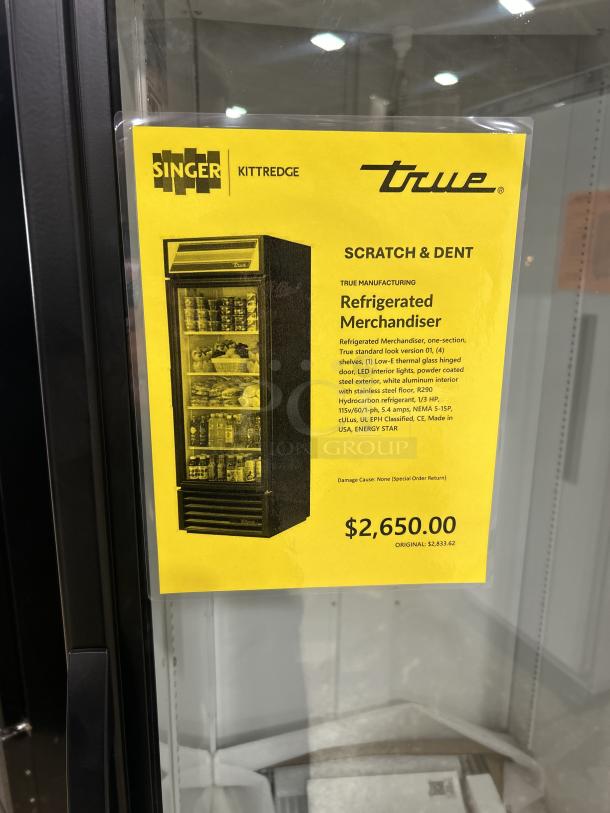 SINGER
KITTREDGE
True®
SCRATCH & DENT
TRUE MANUFACTURING
Refrigerated
Merchandiser
Refrigerated Merchandiser, one-section,
True standard look version 01, (4)
shelves, (1) Low-E thermal glass hinged
door, LED interior lights, powder coated
steel exterior, white aluminum interior
with stainless steel floor, R290
Hydrocarbon refrigerant, 1/3 HP,
115v/60/1-ph, 5.4 amps, NEMA 5-15P,
cULus, UL EPH Classified, CE, Made in
USA, ENERGY STAR
Damage Cause: None (Special Order Return)
$2,650.00
ORIGINAL: $2,833.62
GROUP